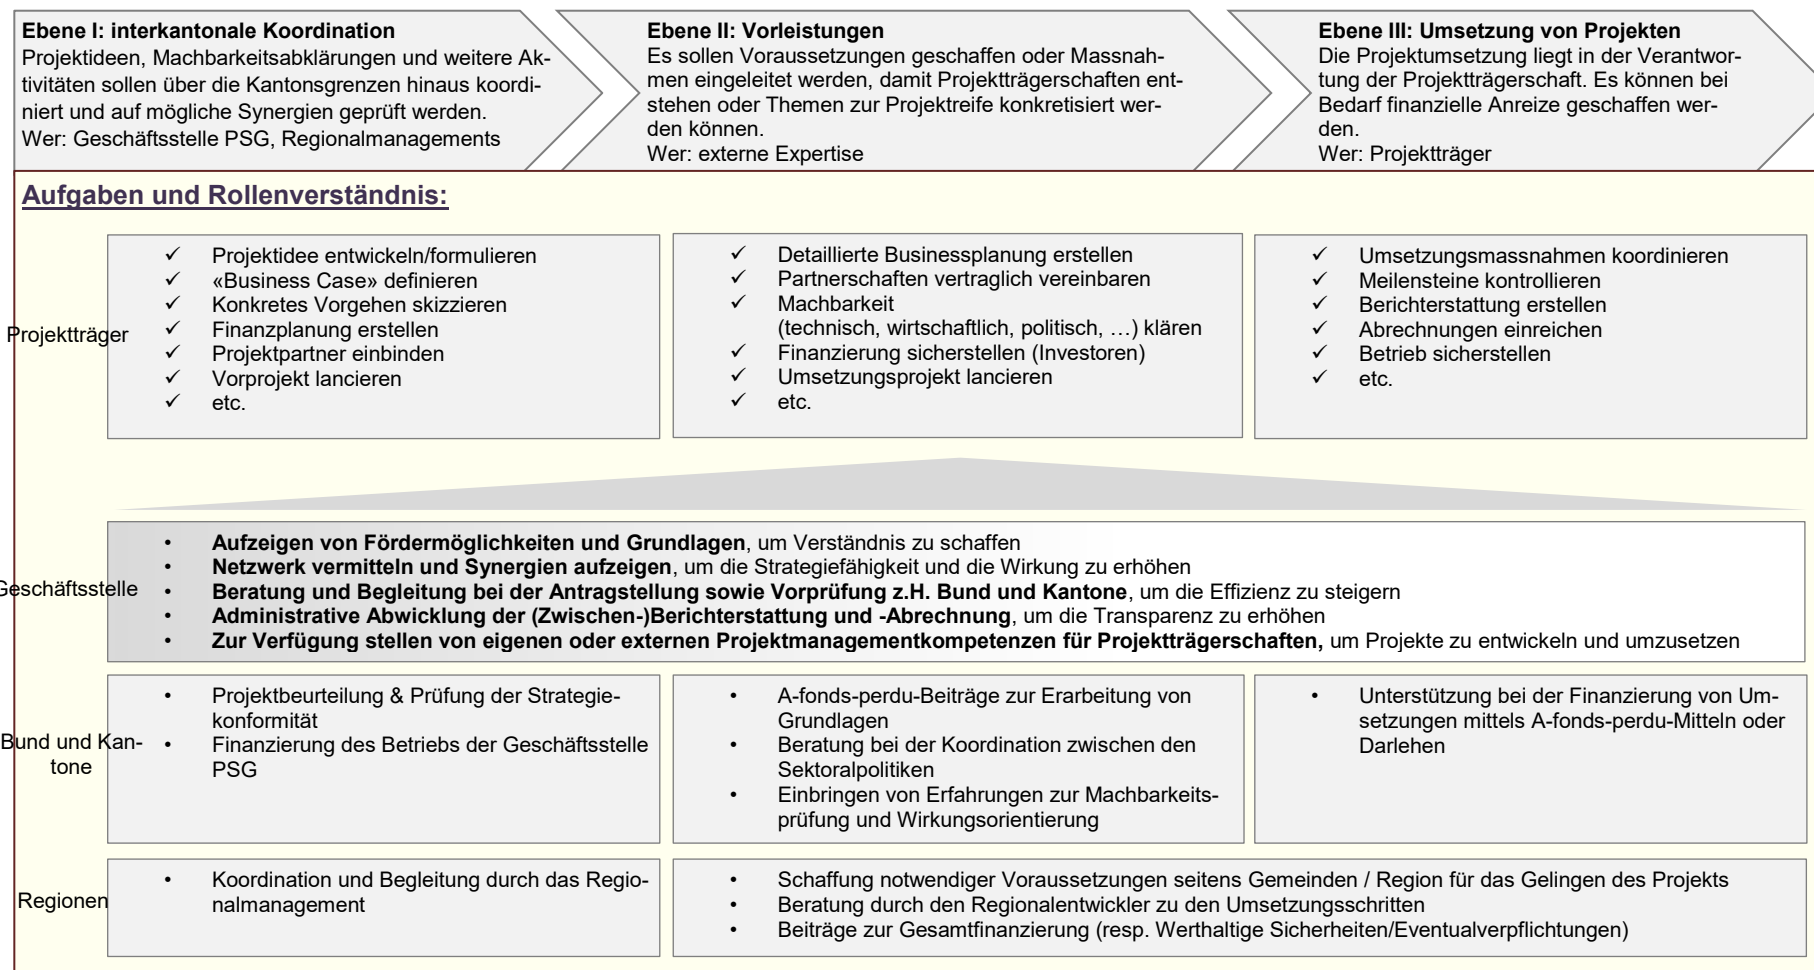 Ebene I: interkantonale Koordination
Projektideen, Machbarkeitsabklärungen und weitere Ak-
tivitäten sollen über die Kantonsgrenzen hinaus koordi-
niert und auf mögliche Synergien geprüft werden.
Wer: Geschäftsstelle PSG, Regionalmanagements
Ebene II: Vorleistungen
Es sollen Voraussetzungen geschaffen oder Massnah-
men eingeleitet werden, damit Projektträgerschaften ent-
stehen oder Themen zur Projektreife konkretisiert wer-
den können.
Wer: externe Expertise
Ebene III: Umsetzung von Projekten
Die Projektumsetzung liegt in der Verantwor-
tung der Projektträgerschaft. Es können bei
Bedarf finanzielle Anreize geschaffen wer-
den.
Wer: Projektträger
Aufgaben und Rollenverständnis:
Projektträger
✓ Projektidee entwickeln/formulieren
✓ «Business Case» definieren
✓ Konkretes Vorgehen skizzieren
✓ Finanzplanung erstellen
✓ Projektpartner einbinden
✓ Vorprojekt lancieren
✓ etc.
✓ Detaillierte Businessplanung erstellen
✓ Partnerschaften vertraglich vereinbaren
✓ Machbarkeit
(technisch, wirtschaftlich, politisch, …) klären
✓ Finanzierung sicherstellen (Investoren)
✓ Umsetzungsprojekt lancieren
✓ etc.
✓ Umsetzungsmassnahmen koordinieren
✓ Meilensteine kontrollieren
✓ Berichterstattung erstellen
✓ Abrechnungen einreichen
✓ Betrieb sicherstellen
✓ etc.
Geschäftsstelle
• Aufzeigen von Fördermöglichkeiten und Grundlagen, um Verständnis zu schaffen
• Netzwerk vermitteln und Synergien aufzeigen, um die Strategiefähigkeit und die Wirkung zu erhöhen
• Beratung und Begleitung bei der Antragstellung sowie Vorprüfung z.H. Bund und Kantone, um die Effizienz zu steigern
• Administrative Abwicklung der (Zwischen-)Berichterstattung und -Abrechnung, um die Transparenz zu erhöhen
• Zur Verfügung stellen von eigenen oder externen Projektmanagementkompetenzen für Projektträgerschaften, um Projekte zu entwickeln und umzusetzen
Bund und Kan-
tone
• Projektbeurteilung & Prüfung der Strategie-
konformität
• Finanzierung des Betriebs der Geschäftsstelle
PSG
• A-fonds-perdu-Beiträge zur Erarbeitung von
Grundlagen
• Beratung bei der Koordination zwischen den
Sektoralpolitiken
• Einbringen von Erfahrungen zur Machbarkeits-
prüfung und Wirkungsorientierung
• Unterstützung bei der Finanzierung von Um-
setzungen mittels A-fonds-perdu-Mitteln oder
Darlehen
Regionen
• Koordination und Begleitung durch das Regio-
nalmanagement
• Schaffung notwendiger Voraussetzungen seitens Gemeinden / Region für das Gelingen des Projekts
• Beratung durch den Regionalentwickler zu den Umsetzungsschritten
• Beiträge zur Gesamtfinanzierung (resp. Werthaltige Sicherheiten/Eventualverpflichtungen)